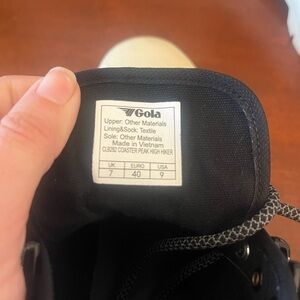 Gola
Upper: Other Materials
Lining&Sock: Textile
Sole: Other Materials
Made in Vietnam
CLB292 COASTER PEAK HIGH HIKER
UK EURO USA
7 40 9